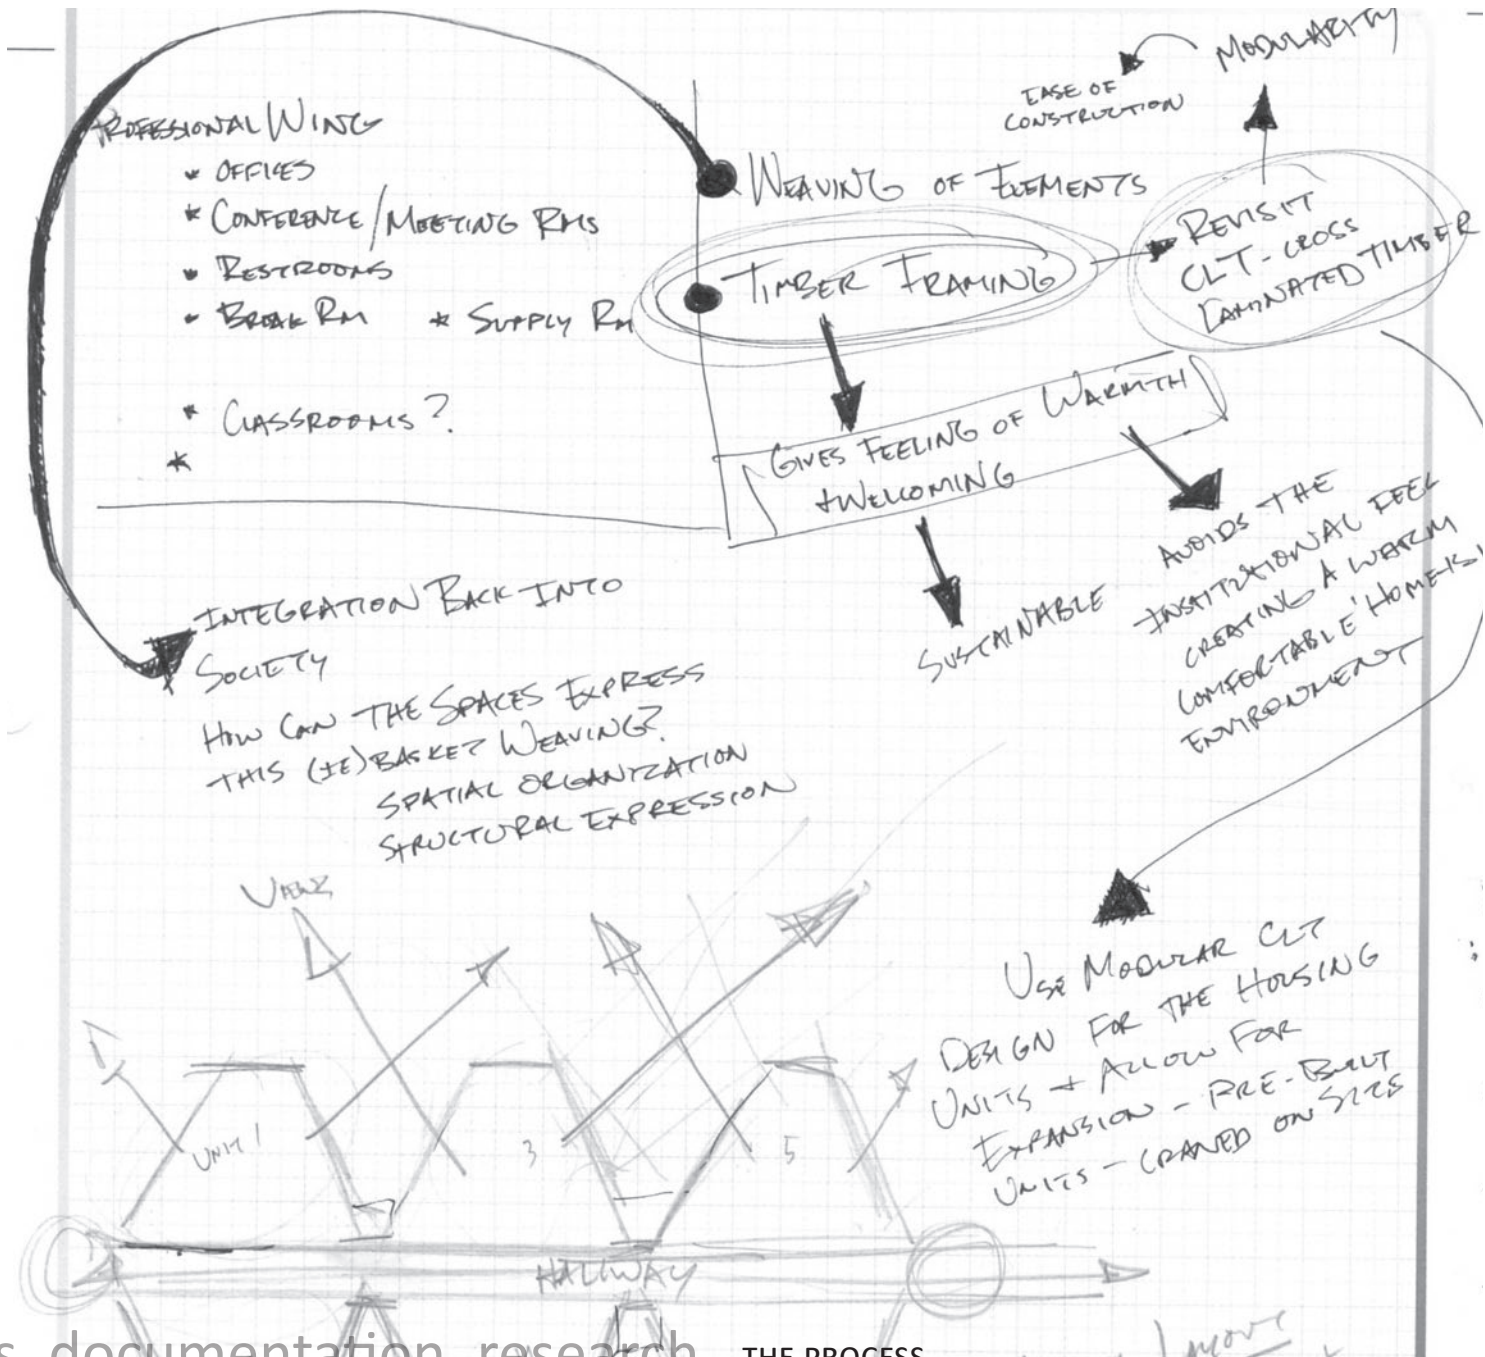 MODULARITY
EASE OF
CONSTRUCTION
PROFESSIONAL WING
* OFFICES
* CONFERENCE/MEETING RMS
* RESTROOMS
* BREAK RM * SUPPLY RM
* CLASSROOMS?
*
WEAVING OF ELEMENTS
TIMBER FRAMING
REVISIT
CLT - CROSS
LAMINATED TIMBER
GIVES FEELING OF WARMTH
+ WELCOMING
SUSTAINABLE
AVOIDS THE
INSTITUTIONAL FEEL
CREATING A WARM
COMFORTABLE
ENVIRONMENT
INTEGRATION BACK INTO
SOCIETY
HOW CAN THE SPACES EXPRESS
THIS (IE) BASKET WEAVING?
SPATIAL ORGANIZATION
STRUCTURAL EXPRESSION
VIEWS
UNIT 1
3
5
HALLWAY
USE MODULAR CLT
DESIGN FOR THE HOUSING
UNITS + ALLOW FOR
EXPANSION - PRE-BUILT
UNITS - CRANED ON SITE
documentation research
THE PROCESS